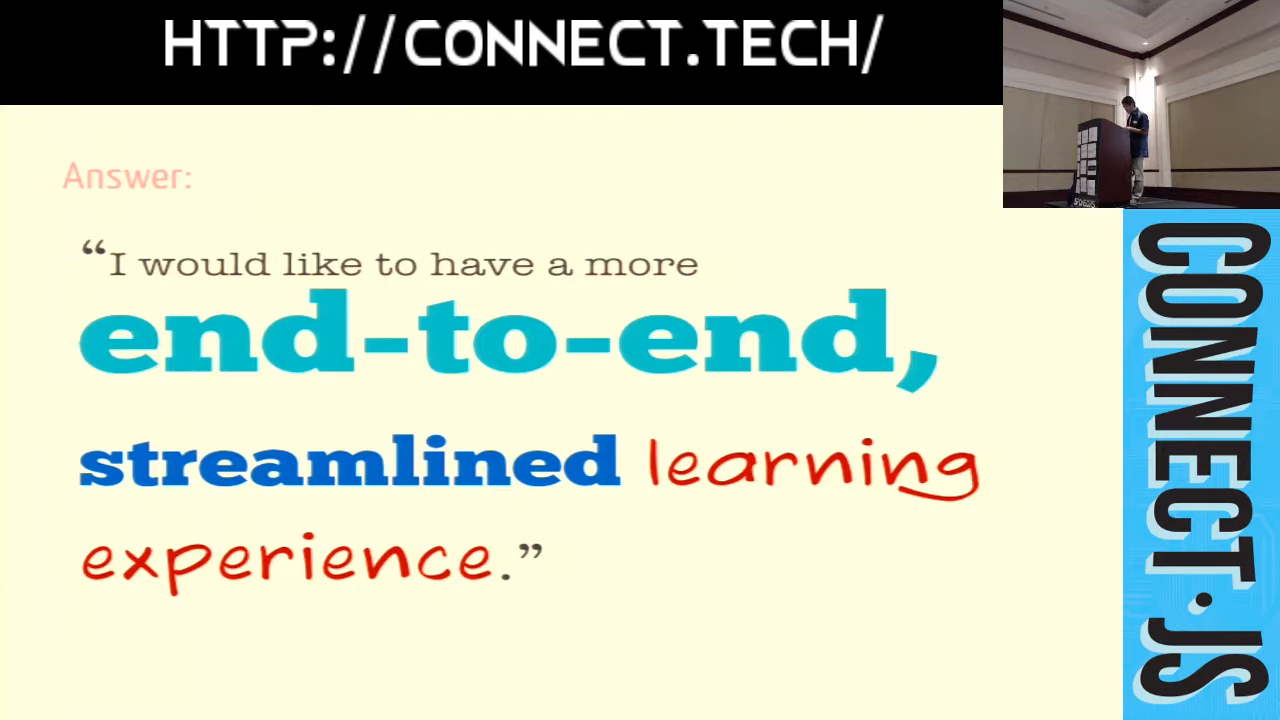 HTTP://CONNECT.TECH/
Answer:
“I would like to have a more
end-to-end,
streamlined learning
experience.”
CONNECT.JS